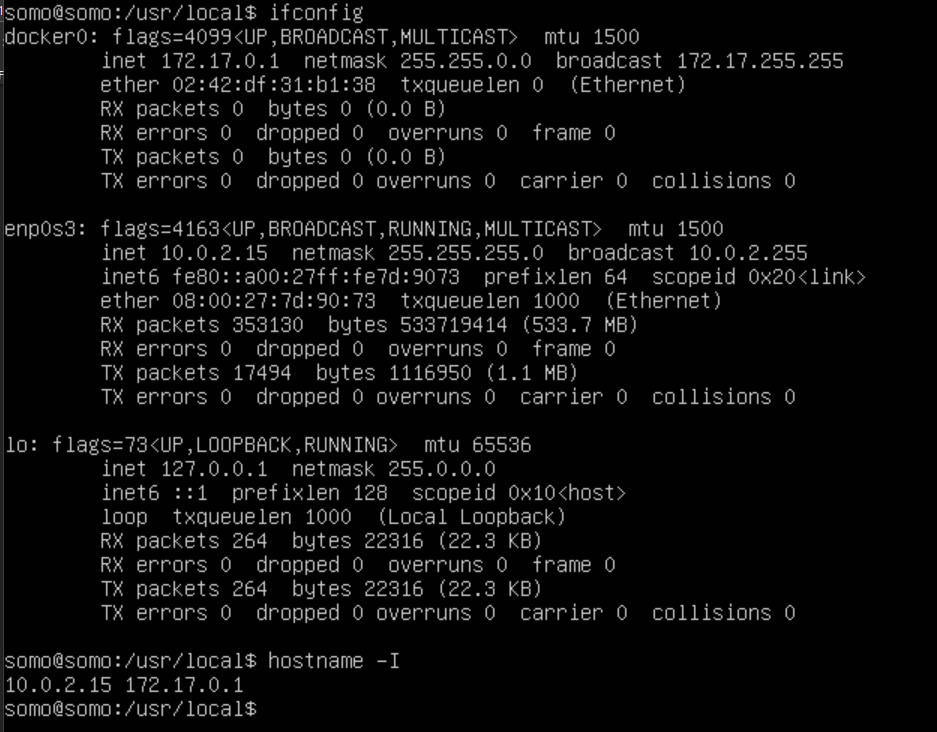 somo@somo:/usr/local$ ifconfig
docker0: flags=4099<UP,BROADCAST,MULTICAST>  mtu 1500
        inet 172.17.0.1  netmask 255.255.0.0  broadcast 172.17.255.255
        ether 02:42:df:31:b1:38  txqueuelen 0  (Ethernet)
        RX packets 0  bytes 0 (0.0 B)
        RX errors 0  dropped 0  overruns 0  frame 0
        TX packets 0  bytes 0 (0.0 B)
        TX errors 0  dropped 0 overruns 0  carrier 0  collisions 0

enp0s3: flags=4163<UP,BROADCAST,RUNNING,MULTICAST>  mtu 1500
        inet 10.0.2.15  netmask 255.255.255.0  broadcast 10.0.2.255
        inet6 fe80::a00:27ff:fe7d:9073  prefixlen 64  scopeid 0x20<link>
        ether 08:00:27:7d:90:73  txqueuelen 1000  (Ethernet)
        RX packets 353130  bytes 533719414 (533.7 MB)
        RX errors 0  dropped 0  overruns 0  frame 0
        TX packets 17494  bytes 1116950 (1.1 MB)
        TX errors 0  dropped 0 overruns 0  carrier 0  collisions 0

lo: flags=73<UP,LOOPBACK,RUNNING>  mtu 65536
        inet 127.0.0.1  netmask 255.0.0.0
        inet6 ::1  prefixlen 128  scopeid 0x10<host>
        loop  txqueuelen 1000  (Local Loopback)
        RX packets 264  bytes 22316 (22.3 KB)
        RX errors 0  dropped 0  overruns 0  frame 0
        TX packets 264  bytes 22316 (22.3 KB)
        TX errors 0  dropped 0 overruns 0  carrier 0  collisions 0

somo@somo:/usr/local$ hostname -I
10.0.2.15 172.17.0.1
somo@somo:/usr/local$